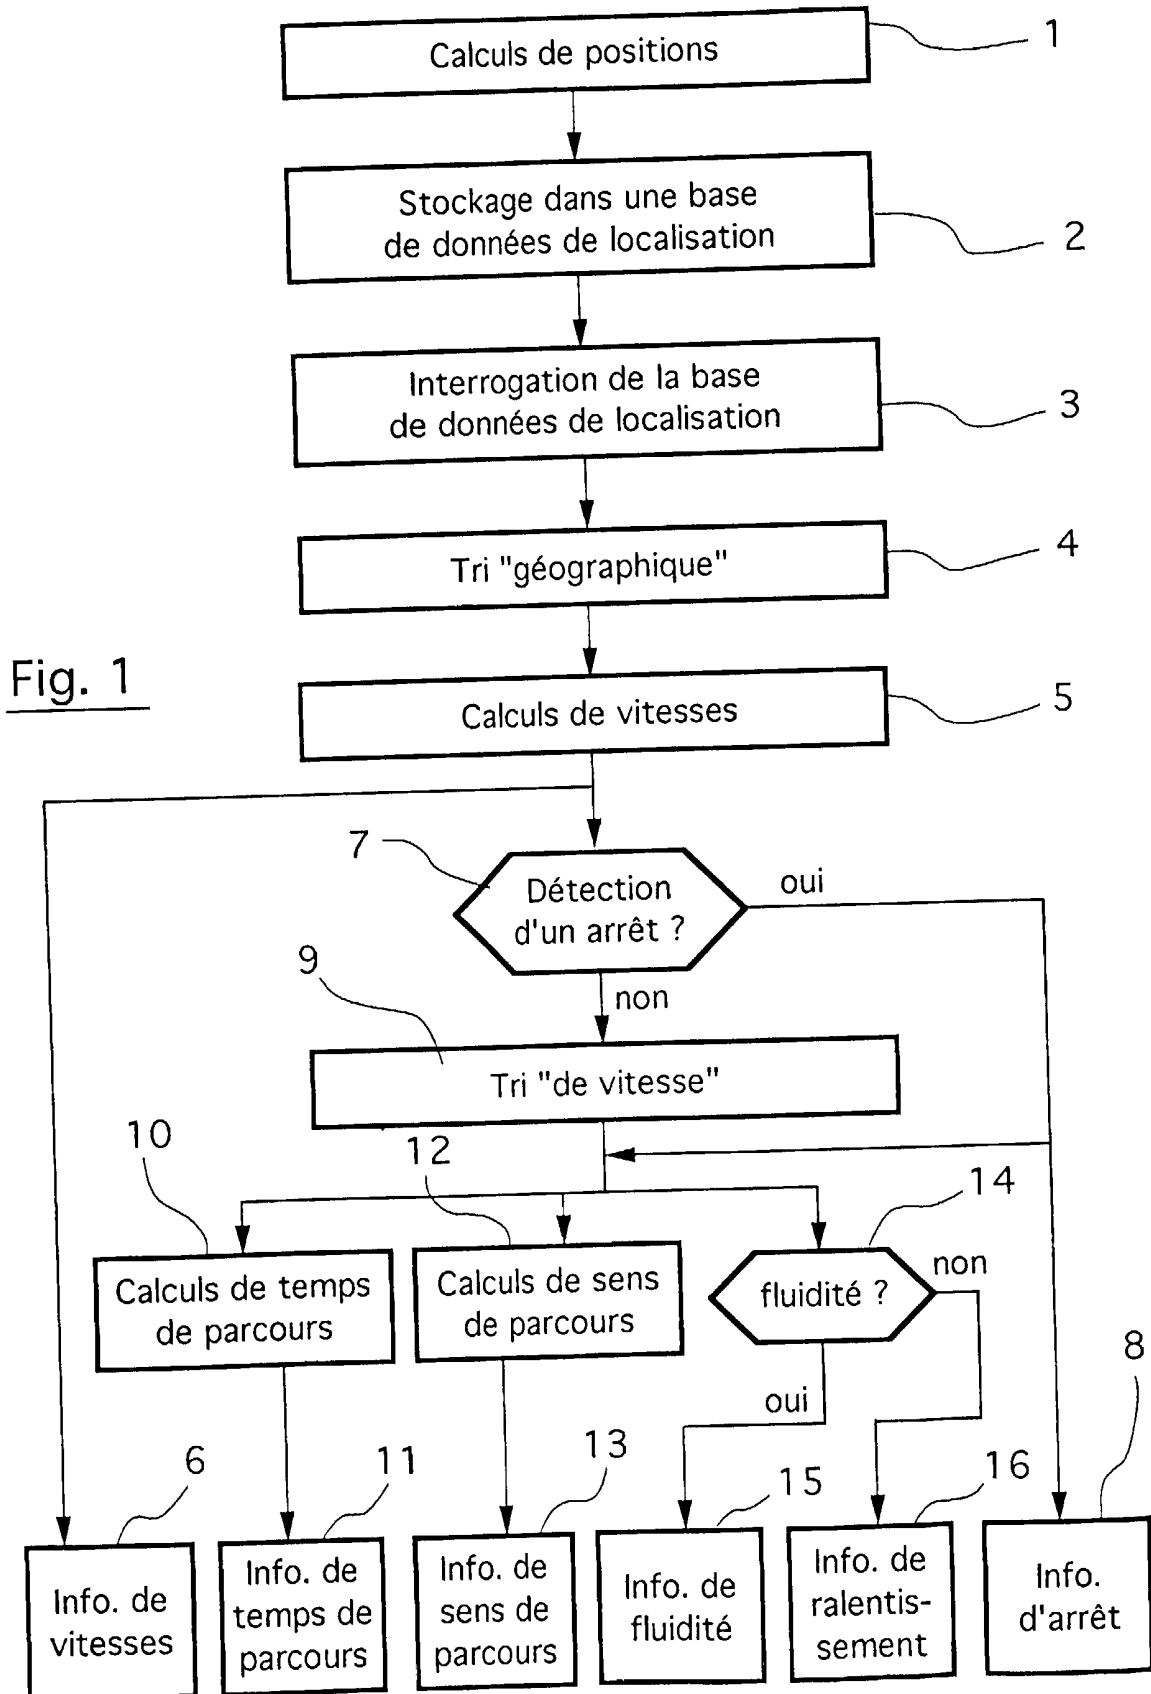 Calculs de positions
1
Stockage dans une base
de données de localisation
2
Interrogation de la base
de données de localisation
3
Tri "géographique"
4
Fig. 1
Calculs de vitesses
5
7
Détection
d'un arrêt ?
oui
non
9
Tri "de vitesse"
10
12
14
Calculs de temps
de parcours
Calculs de sens
de parcours
fluidité ?
non
oui
8
6
11
13
15
16
Info. de
vitesses
Info. de
temps de
parcours
Info. de
sens de
parcours
Info. de
fluidité
Info. de
ralentis-
sement
Info.
d'arrêt